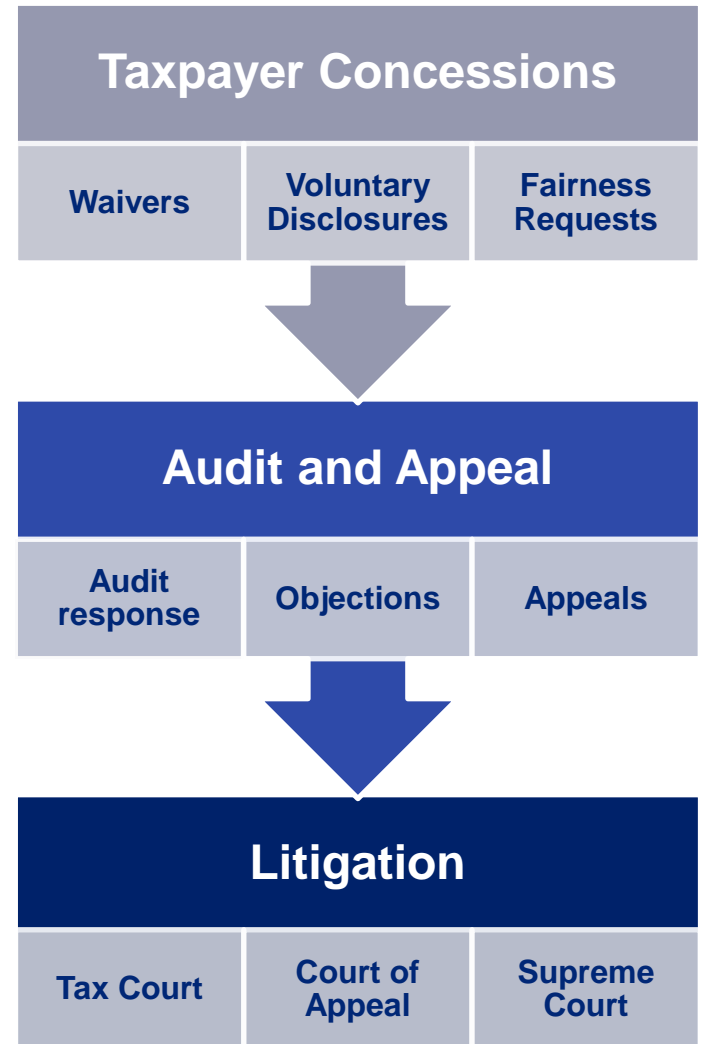 Taxpayer Concessions
Waivers
Voluntary
Disclosures
Fairness
Requests
Audit and Appeal
Audit
response
Objections
Appeals
Litigation
Tax Court
Court of
Appeal
Supreme
Court